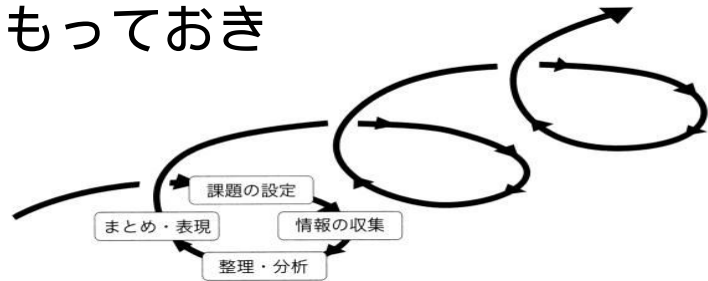 もっておき
課題の設定
情報の収集
整理・分析
まとめ・表現